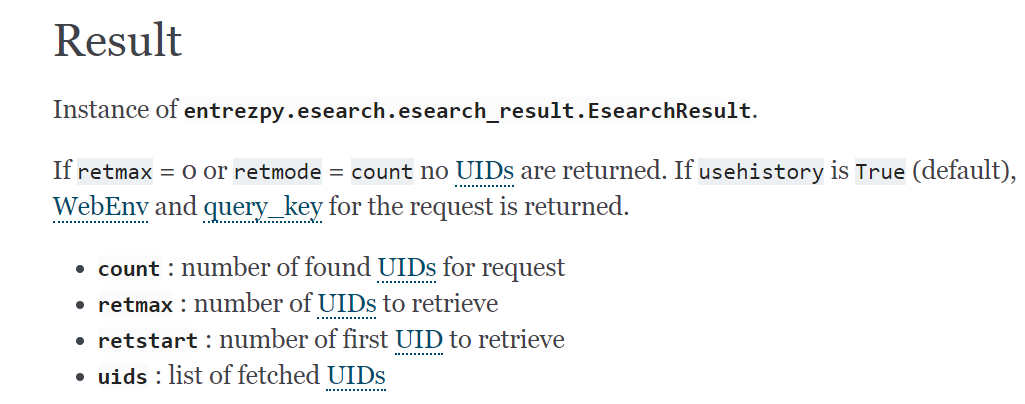 Result
Instance of entrezpy.esearch.esearch_result.EsearchResult.
If retmax = 0 or retmode = count no UIDs are returned. If usehistory is True (default),
WebEnv and query_key for the request is returned.
• count : number of found UIDs for request
• retmax : number of UIDs to retrieve
• retstart : number of first UID to retrieve
• uids : list of fetched UIDs